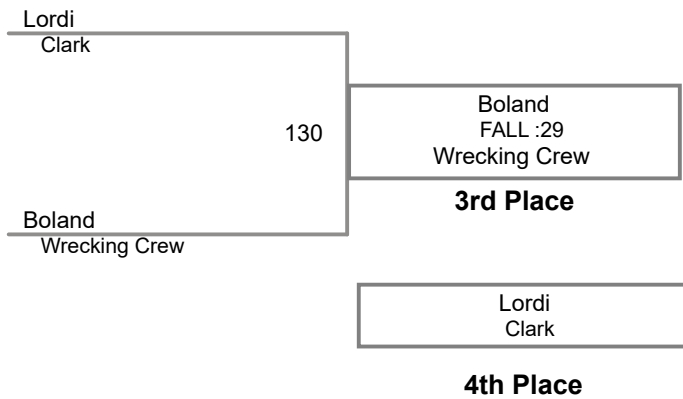 Lordi
Clark
130
Boland
FALL :29
Wrecking Crew
3rd Place
Boland
Wrecking Crew
Lordi
Clark
4th Place